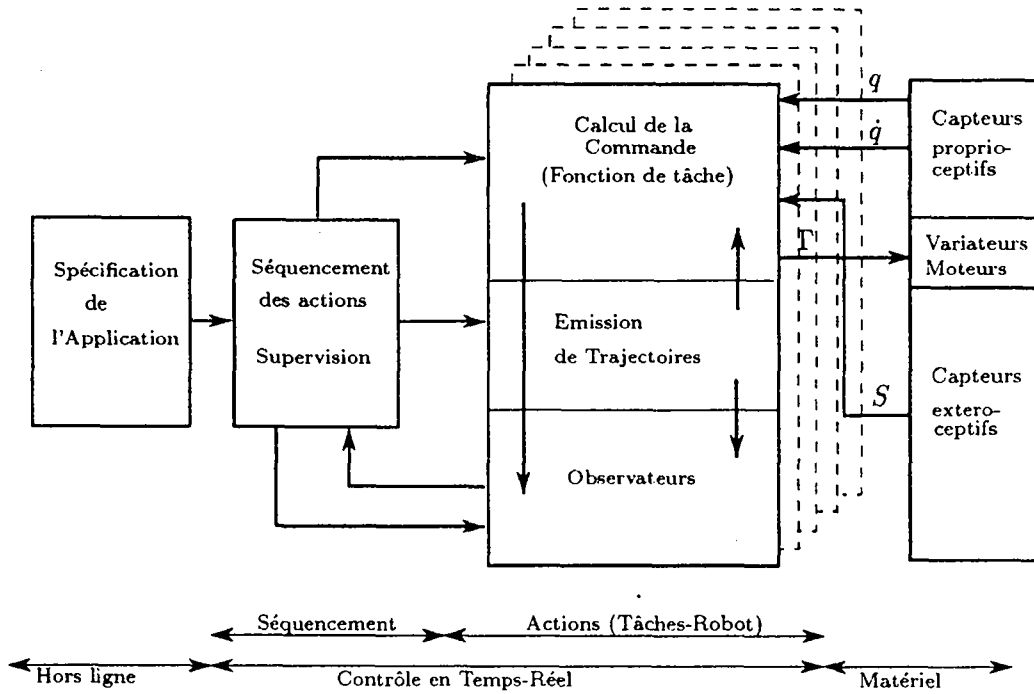 Spécification
de
l'Application
Séquencement
des actions
Supervision
Calcul de la
Commande
(Fonction de tâche)
Emission
de Trajectoires
Observateurs
q
q̇
Γ
S
Capteurs
proprio-
ceptifs
Variateurs
Moteurs
Capteurs
extero-
ceptifs
Séquencement
Actions (Tâches-Robot)
Hors ligne
Contrôle en Temps-Réel
Matériel